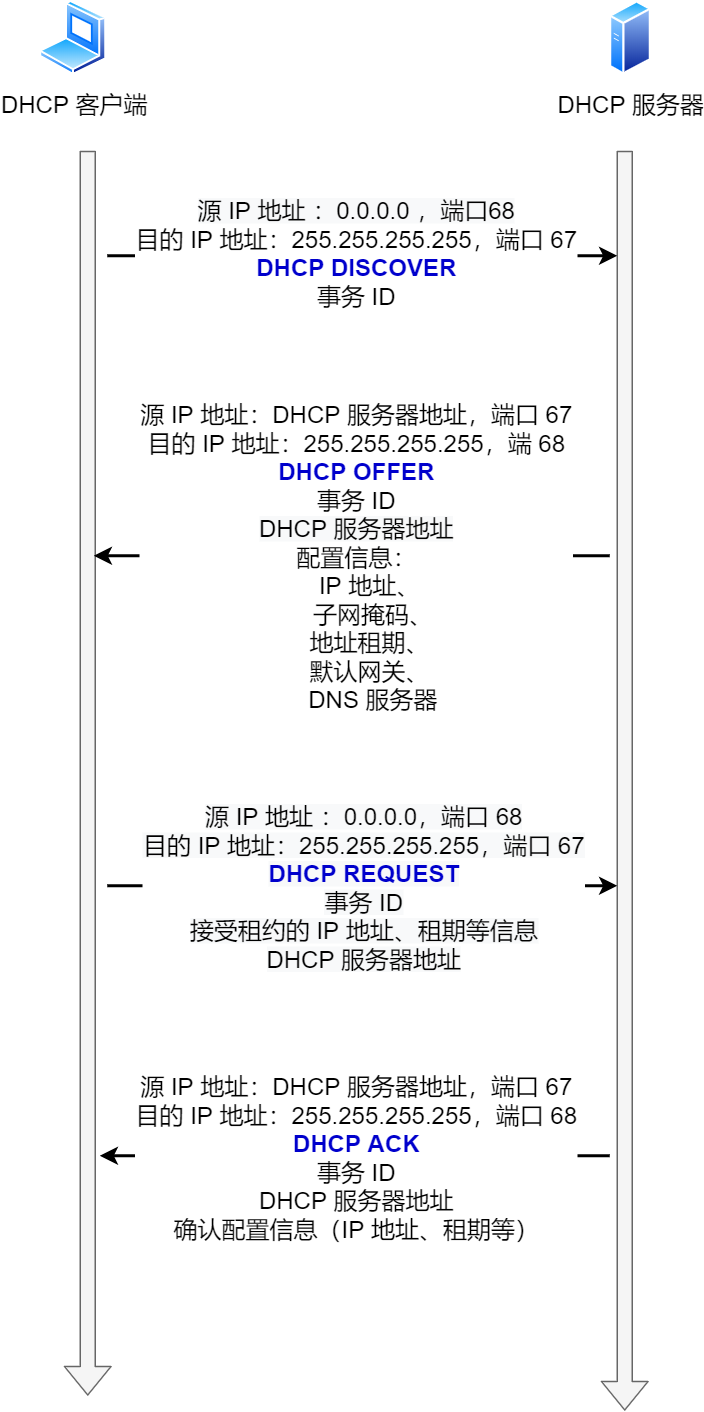 DHCP 客户端
DHCP 服务器
源 IP 地址 ：0.0.0.0 ，端口68
目的 IP 地址：255.255.255.255，端口 67
DHCP DISCOVER
事务 ID
源 IP 地址：DHCP 服务器地址，端口 67
目的 IP 地址：255.255.255.255，端 68
DHCP OFFER
事务 ID
DHCP 服务器地址
配置信息：
IP 地址、
子网掩码、
地址租期、
默认网关、
DNS 服务器
源 IP 地址 ：0.0.0.0，端口 68
目的 IP 地址：255.255.255.255，端口 67
DHCP REQUEST
事务 ID
接受租约的 IP 地址、租期等信息
DHCP 服务器地址
源 IP 地址：DHCP 服务器地址，端口 67
目的 IP 地址：255.255.255.255，端口 68
DHCP ACK
事务 ID
DHCP 服务器地址
确认配置信息（IP 地址、租期等）